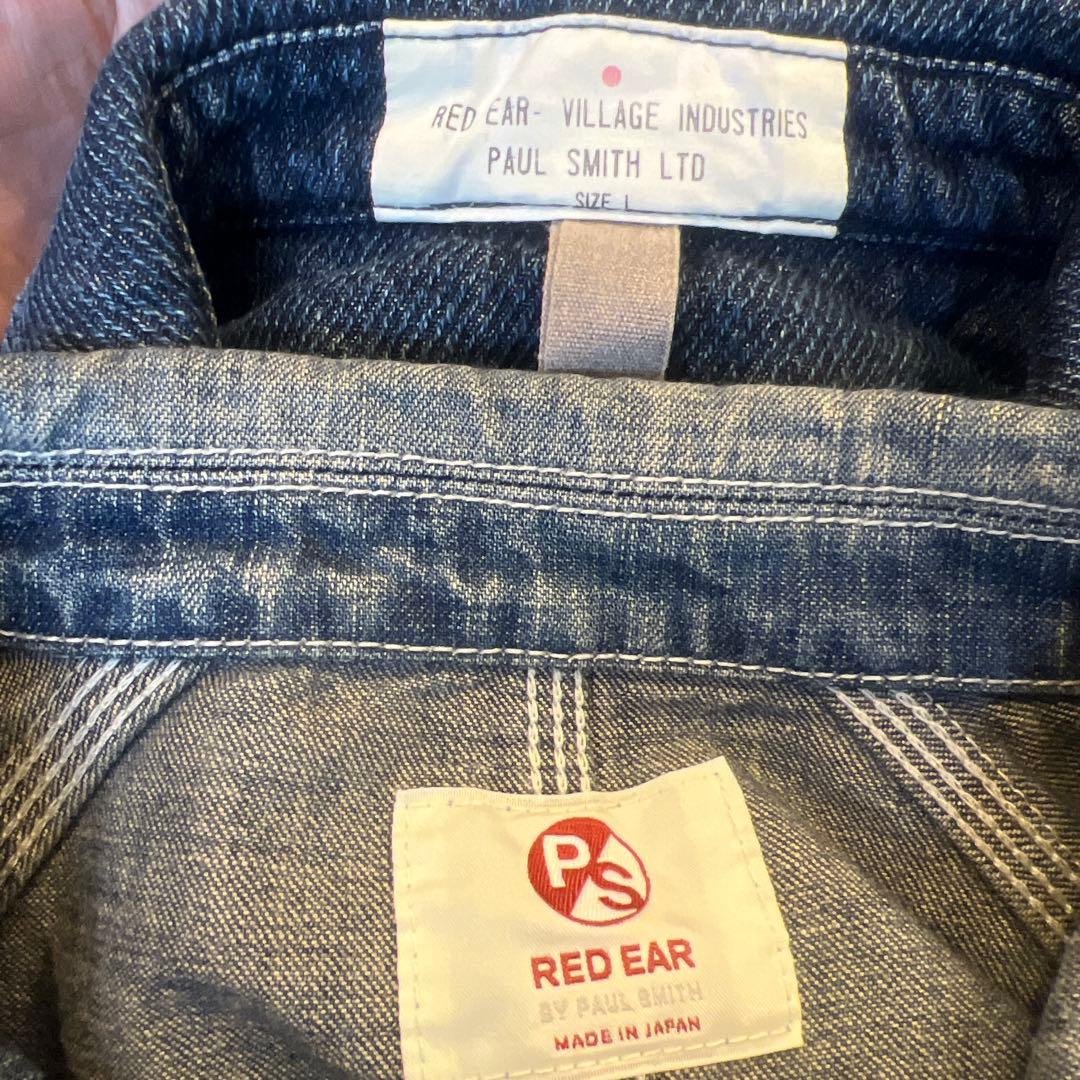 RED EAR- VILLAGE INDUSTRIES
PAUL SMITH LTD
SIZE L
PS
RED EAR
BY PAUL SMITH
MADE IN JAPAN